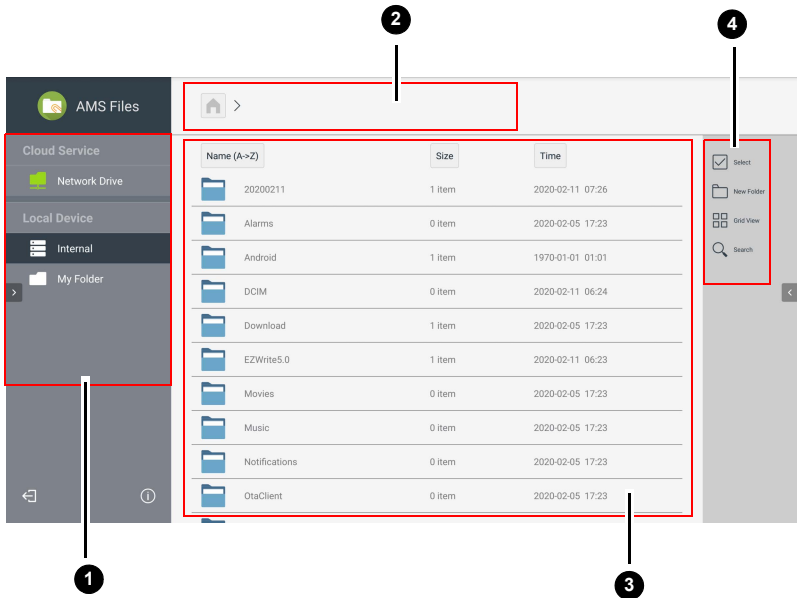 2
4
AMS Files
>
Cloud Service
Network Drive
Local Device
Internal
My Folder
Name (A->Z) Size Time
20200211 1 item 2020-02-11 07:26
Alarms 0 item 2020-02-05 17:23
Android 1 item 1970-01-01 01:01
DCIM 0 item 2020-02-11 06:24
Download 1 item 2020-02-05 17:23
EZWrite5.0 1 item 2020-02-11 06:23
Movies 0 item 2020-02-05 17:23
Music 0 item 2020-02-05 17:23
Notifications 0 item 2020-02-05 17:23
OtaClient 0 item 2020-02-05 17:23
Select
New Folder
Grid View
Search
1
3